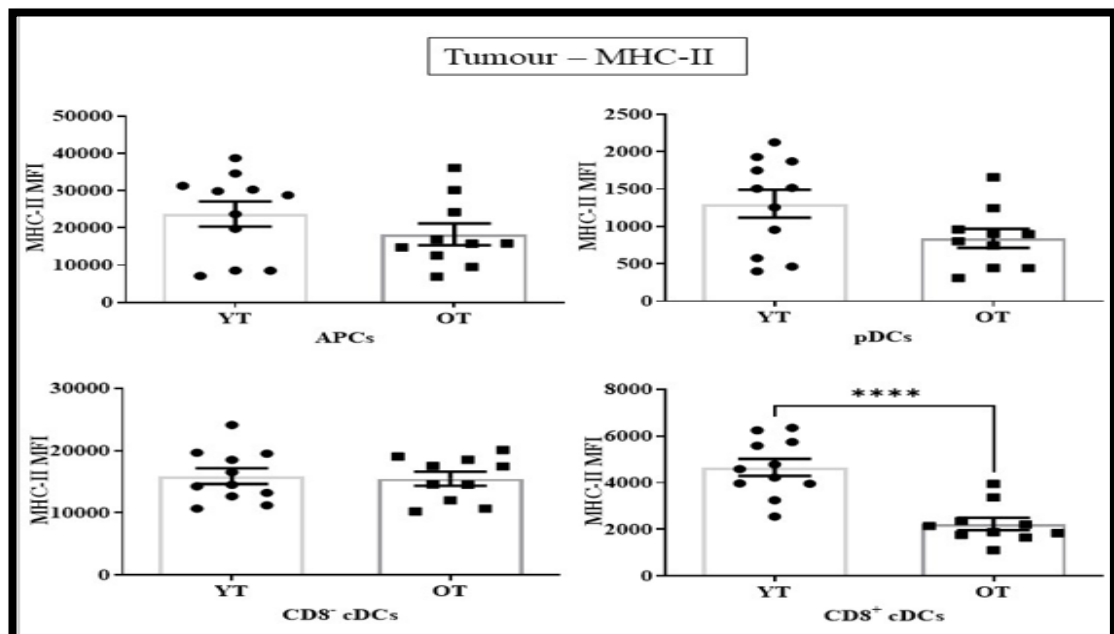 Tumour – MHC-II
MHC-II MFI
50000
40000
30000
20000
10000
0
YT
OT
APCs
MHC-II MFI
2500
2000
1500
1000
500
0
YT
OT
pDCs
MHC-II MFI
30000
20000
10000
0
YT
OT
CD8⁻ cDCs
MHC-II MFI
8000
6000
4000
2000
0
****
YT
OT
CD8⁺ cDCs